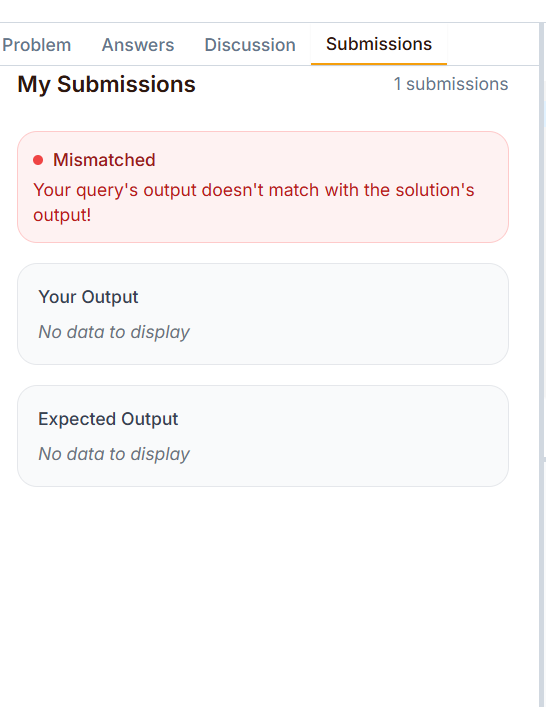 Problem Answers Discussion Submissions
My Submissions 1 submissions
Mismatched
Your query's output doesn't match with the solution's
output!
Your Output
No data to display
Expected Output
No data to display